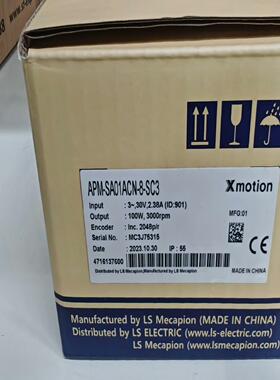 APM-SA01ACN-8-SC3
Xmotion
Input : 3~,30V,2.38A (ID:901)
Output : 100W, 3000rpm
MFG:01
Encoder : Inc. 2048p/r
Serial No. : MC3J75315
Date : 2023.10.30 IP : 55
4716137600
CE
Distributed by LS Mecapion,Manufactured by LS Mecapion (MADE IN CHINA)
Manufactured by LS Mecapion (MADE IN CHINA)
Distributed by LS ELECTRIC (www.ls-electric.com)
LS Mecapion (www.lsmecapion.com)